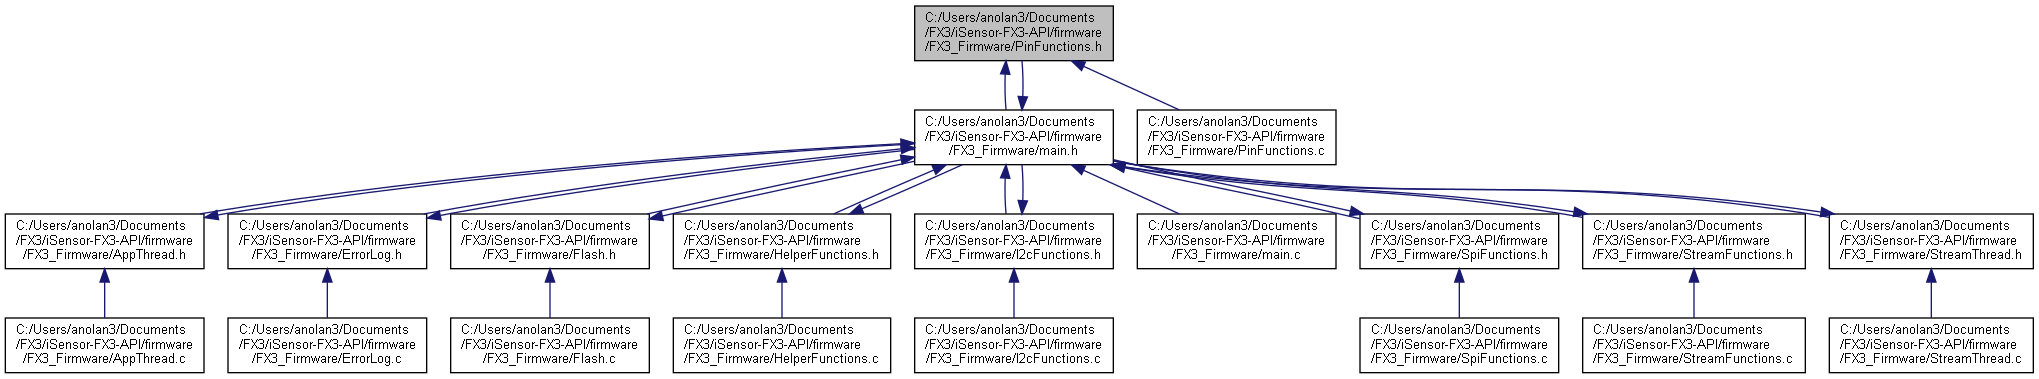 C:/Users/anolan3/Documents
/FX3/iSensor-FX3-API/firmware
/FX3_Firmware/PinFunctions.h
C:/Users/anolan3/Documents
/FX3/iSensor-FX3-API/firmware
/FX3_Firmware/main.h
C:/Users/anolan3/Documents
/FX3/iSensor-FX3-API/firmware
/FX3_Firmware/PinFunctions.c
C:/Users/anolan3/Documents
/FX3/iSensor-FX3-API/firmware
/FX3_Firmware/AppThread.h
C:/Users/anolan3/Documents
/FX3/iSensor-FX3-API/firmware
/FX3_Firmware/ErrorLog.h
C:/Users/anolan3/Documents
/FX3/iSensor-FX3-API/firmware
/FX3_Firmware/Flash.h
C:/Users/anolan3/Documents
/FX3/iSensor-FX3-API/firmware
/FX3_Firmware/HelperFunctions.h
C:/Users/anolan3/Documents
/FX3/iSensor-FX3-API/firmware
/FX3_Firmware/I2cFunctions.h
C:/Users/anolan3/Documents
/FX3/iSensor-FX3-API/firmware
/FX3_Firmware/main.c
C:/Users/anolan3/Documents
/FX3/iSensor-FX3-API/firmware
/FX3_Firmware/SpiFunctions.h
C:/Users/anolan3/Documents
/FX3/iSensor-FX3-API/firmware
/FX3_Firmware/StreamFunctions.h
C:/Users/anolan3/Documents
/FX3/iSensor-FX3-API/firmware
/FX3_Firmware/StreamThread.h
C:/Users/anolan3/Documents
/FX3/iSensor-FX3-API/firmware
/FX3_Firmware/AppThread.c
C:/Users/anolan3/Documents
/FX3/iSensor-FX3-API/firmware
/FX3_Firmware/ErrorLog.c
C:/Users/anolan3/Documents
/FX3/iSensor-FX3-API/firmware
/FX3_Firmware/Flash.c
C:/Users/anolan3/Documents
/FX3/iSensor-FX3-API/firmware
/FX3_Firmware/HelperFunctions.c
C:/Users/anolan3/Documents
/FX3/iSensor-FX3-API/firmware
/FX3_Firmware/I2cFunctions.c
C:/Users/anolan3/Documents
/FX3/iSensor-FX3-API/firmware
/FX3_Firmware/SpiFunctions.c
C:/Users/anolan3/Documents
/FX3/iSensor-FX3-API/firmware
/FX3_Firmware/StreamFunctions.c
C:/Users/anolan3/Documents
/FX3/iSensor-FX3-API/firmware
/FX3_Firmware/StreamThread.c